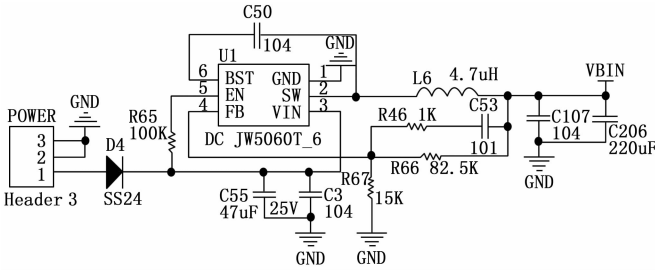 C50
104
U1
GND
6 BST GND 1
5 EN SW 2
4 FB VIN 3
DC JW5060T_6
L6 4.7uH
VBIN
POWER
GND
R65
100K
R46 1K
C53
101
C107
104
C206
220uF
3
2
1
D4
R66 82.5K
GND
Header 3
SS24
C55
47uF
25V
C3
104
R67
15K
GND
GND